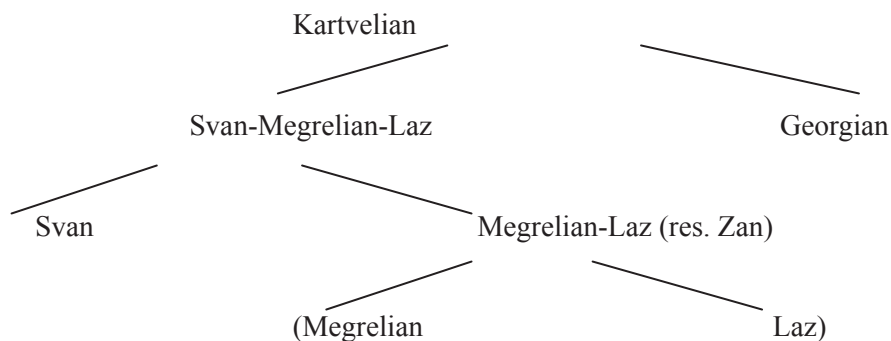 Kartvelian
Svan-Megrelian-Laz Georgian
Svan Megrelian-Laz (res. Zan)
(Megrelian Laz)